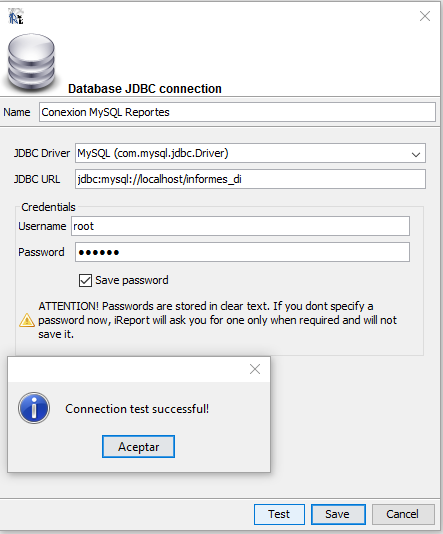 Database JDBC connection
Name Conexion MySQL Reportes
JDBC Driver MySQL (com.mysql.jdbc.Driver)
JDBC URL jdbc:mysql://localhost/informes_di
Credentials
Username root
Password ●●●●●●
Save password
ATTENTION! Passwords are stored in clear text. If you dont specify a
password now, iReport will ask you for one only when required and will not
save it.
Connection test successful!
Aceptar
Test Save Cancel